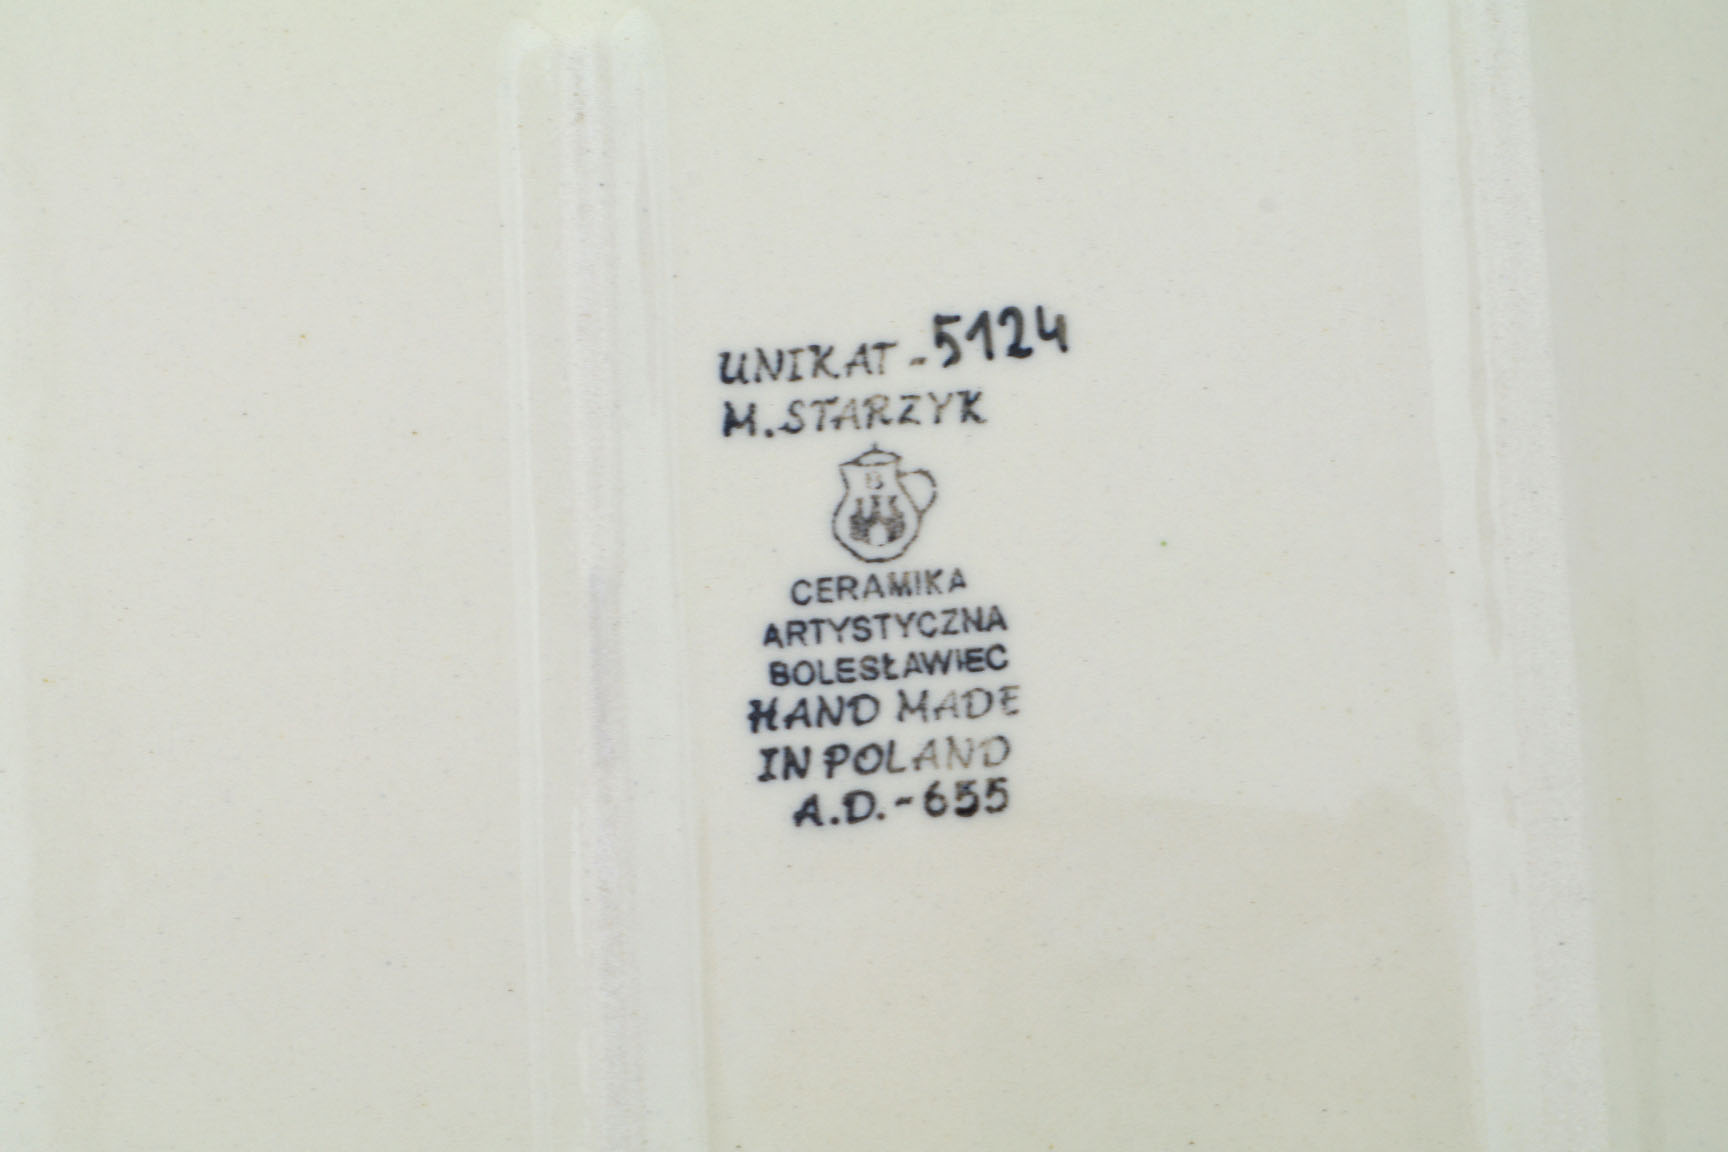 UNIKAT - 5124
M. STARZYK
B
CERAMIKA
ARTYSTYCZNA
BOLESŁAWIEC
HAND MADE
IN POLAND
A.D. - 655